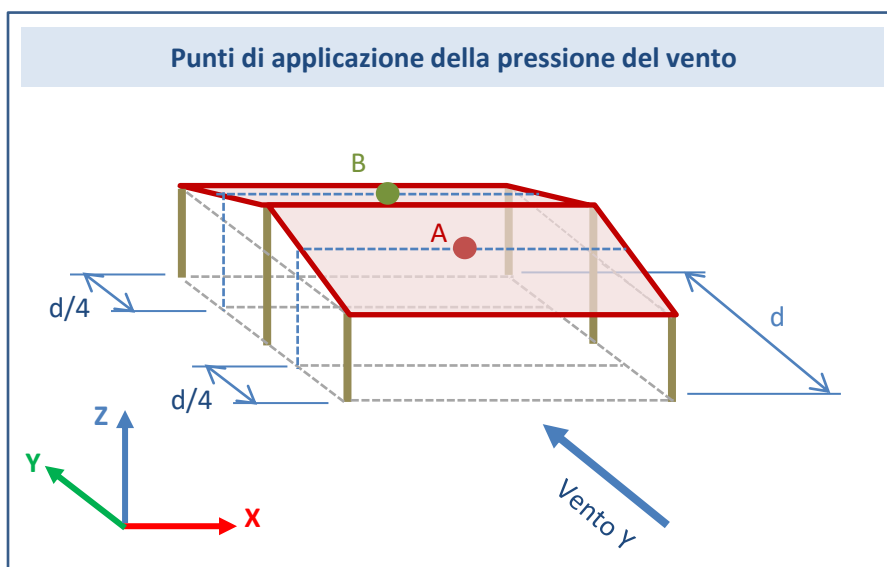 Punti di applicazione della pressione del vento
B
A
d/4
d
d/4
Z
Y
X
Vento Y